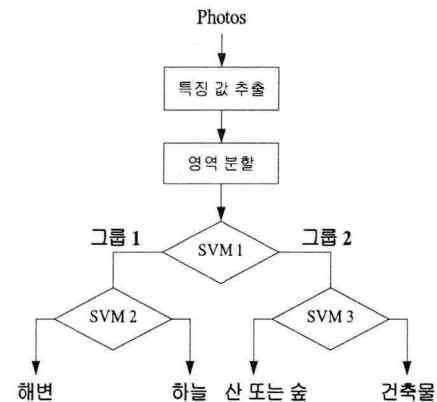 Photos
특징 값 추출
영역 분할
그룹 1
그룹 2
SVM 1
SVM 2
SVM 3
해변
하늘
산 또는 숲
건축물